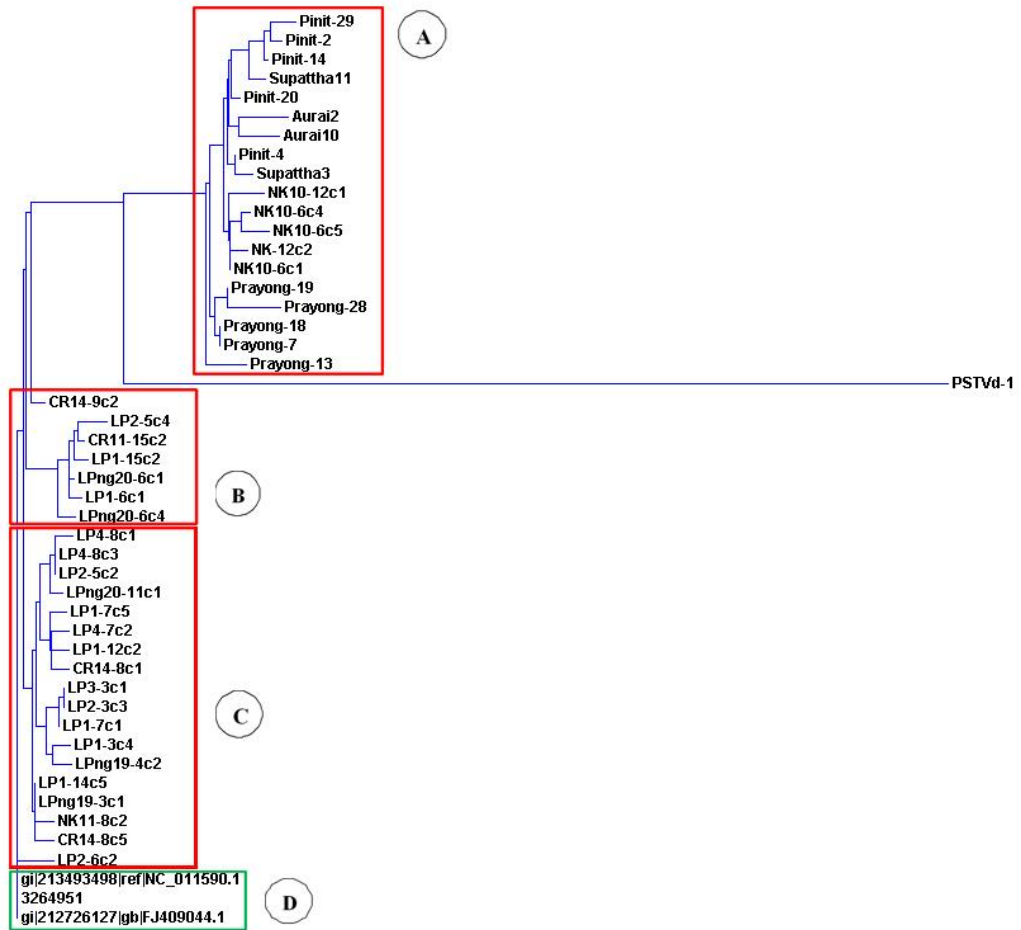 Pinit-29
A
Pinit-2
Pinit-14
Supattha11
Pinit-20
Aurai2
Aurai10
Pinit-4
Supattha3
NK10-12c1
NK10-6c4
NK10-6c5
NK-12c2
NK10-6c1
Prayong-19
Prayong-28
Prayong-18
Prayong-7
Prayong-13
PSTVd-1
CR14-9c2
LP2-5c4
CR11-15c2
LP1-15c2
LPng20-6c1
B
LP1-6c1
LPng20-6c4
LP4-8c1
LP4-8c3
LP2-5c2
LPng20-11c1
LP1-7c5
LP4-7c2
LP1-12c2
CR14-8c1
LP3-3c1
LP2-3c3
C
LP1-7c1
LP1-3c4
LPng19-4c2
LP1-14c5
LPng19-3c1
NK11-8c2
CR14-8c5
LP2-6c2
gi|213493498|ref|NC_011590.1
3264951
D
gi|212726127|gb|FJ409044.1